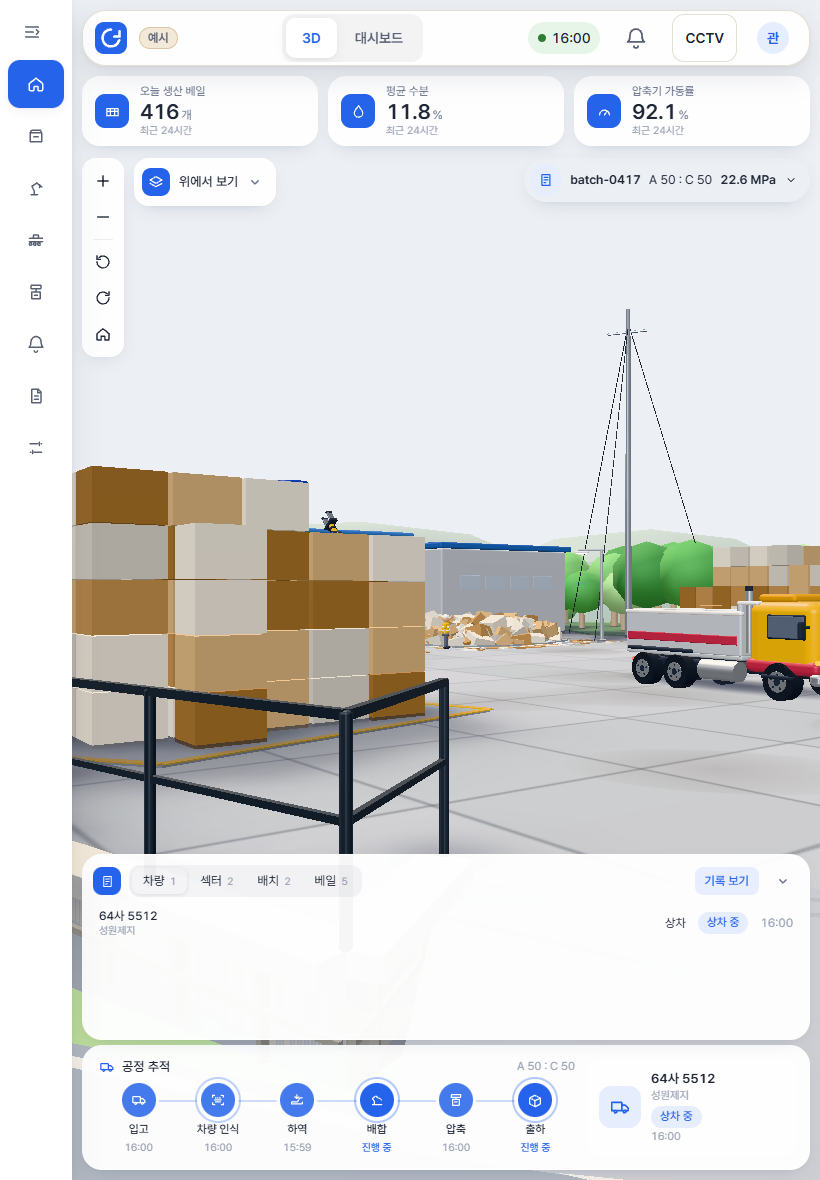 예시
3D
대시보드
16:00
CCTV
관
오늘 생산 베일
416개
최근 24시간
평균 수분
11.8%
최근 24시간
압축기 가동률
92.1%
최근 24시간
위에서 보기
batch-0417 A 50 : C 50 22.6 MPa
차량 1
섹터 2
배치 2
베일 5
기록 보기
64사 5512
성원제지
상차
상차 중
16:00
공정 추적
A 50 : C 50
입고
16:00
차량 인식
16:00
하역
15:59
배합
진행 중
압축
16:00
출하
진행 중
64사 5512
성원제지
상차 중
16:00